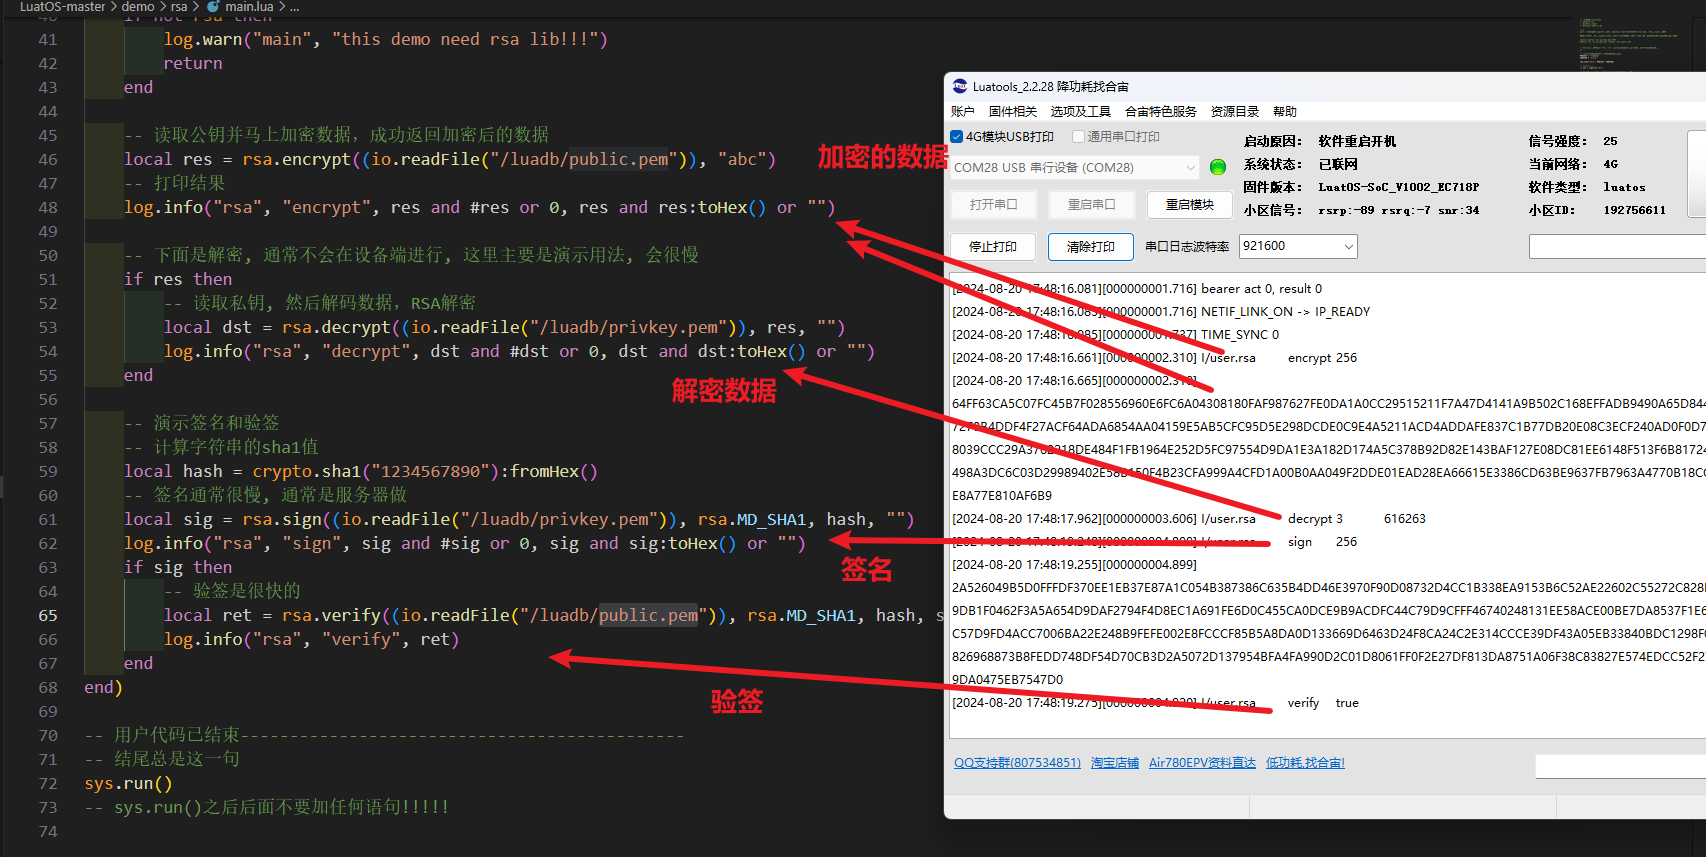 LuatOS-master > demo > rsa > main.lua > ...
40 if not rsa then
41 log.warn("main", "this demo need rsa lib!!!")
42 return
43 end
44
45 -- 读取公钥并马上加密数据, 成功返回加密后的数据
46 local res = rsa.encrypt((io.readFile("/luadb/public.pem")), "abc")
47 -- 打印结果
48 log.info("rsa", "encrypt", res and #res or 0, res and res:toHex() or "")
49
50 -- 下面是解密, 通常不会在设备端进行, 这里主要是演示用法, 会很慢
51 if res then
52 -- 读取私钥, 然后解码数据, RSA解密
53 local dst = rsa.decrypt((io.readFile("/luadb/privkey.pem")), res, "")
54 log.info("rsa", "decrypt", dst and #dst or 0, dst and dst:toHex() or "")
55 end
56
57 -- 演示签名和验签
58 -- 计算字符串的sha1值
59 local hash = crypto.sha1("1234567890"):fromHex()
60 -- 签名通常很慢, 通常是服务器做
61 local sig = rsa.sign((io.readFile("/luadb/privkey.pem")), rsa.MD_SHA1, hash, "")
62 log.info("rsa", "sign", sig and #sig or 0, sig and sig:toHex() or "")
63 if sig then
64 -- 验签是很快的
65 local ret = rsa.verify((io.readFile("/luadb/public.pem")), rsa.MD_SHA1, hash, s
66 log.info("rsa", "verify", ret)
67 end
68 end)
69
70 -- 用户代码已结束---------------------------------------------
71 -- 结尾总是这一句
72 sys.run()
73 -- sys.run()之后后面不要加任何语句!!!!!
74
加密的数据
解密数据
签名
验签
Luatools_2.2.28 降功耗找合宙
账户 固件相关 选项及工具 合宙特色服务 资源目录 帮助
4G模块USB打印 通用串口打印
COM28 USB 串行设备 (COM28)
打开串口 重启串口 重启模块
启动原因: 软件重启开机 信号强度: 25
系统状态: 已联网 当前网络: 4G
固件版本: LuatOS-SoC_V1002_EC718P 软件类型: luatos
小区信号: rsrp:-89 rsrq:-7 snr:34 小区ID: 192756611
停止打印 清除打印 串口日志波特率 921600
[2024-08-20 17:48:16.081][000000001.716] bearer act 0, result 0
[2024-08-20 17:48:16.085][000000001.716] NETIF_LINK_ON -> IP_READY
[2024-08-20 17:48:16.085][000000001.737] TIME_SYNC 0
[2024-08-20 17:48:16.661][000000002.310] I/user.rsa encrypt 256
[2024-08-20 17:48:16.665][000000002.310]
64FF63CA5C07FC45B7F028556960E6FC6A04308180FAF987627FE0DA1A0CC29515211F7A47D4141A9B502C168EFFADB9490A65D844
E8A77E810AF6B9
[2024-08-20 17:48:17.962][000000003.606] I/user.rsa decrypt 3 616263
sign 256
[2024-08-20 17:48:19.255][000000004.899]
2A526049B5D0FFFDF370EE1EB37E87A1C054B387386C635B4DD46E3970F90D08732D4CC1B338EA9153B6C52AE22602C55272C828
9DB1F0462F3A5A654D9DAF2794F4D8EC1A691FE6D0C455CA0DCE9B9ACDFC44C79D9CFFF46740248131EE58ACE00BE7DA8537F1E6
C57D9FD4ACC7006BA22E248B9FEFE002E8FCCCF85B5A8DA0D133669D6463D24F8CA24C2E314CCCE39DF43A05EB33840BDC1298F
826968873B8FEDD748DF54D70CB3D2A5072D137954BFA4FA990D2C01D8061FF0F2E27DF813DA8751A06F38C83827E574EDCC52F2
9DA0475EB7547D0
[2024-08-20 17:48:19.275] I/user.rsa verify true
QQ支持群(807534851) 淘宝店铺 Air780EPV资料直达 低功耗,找合宙!